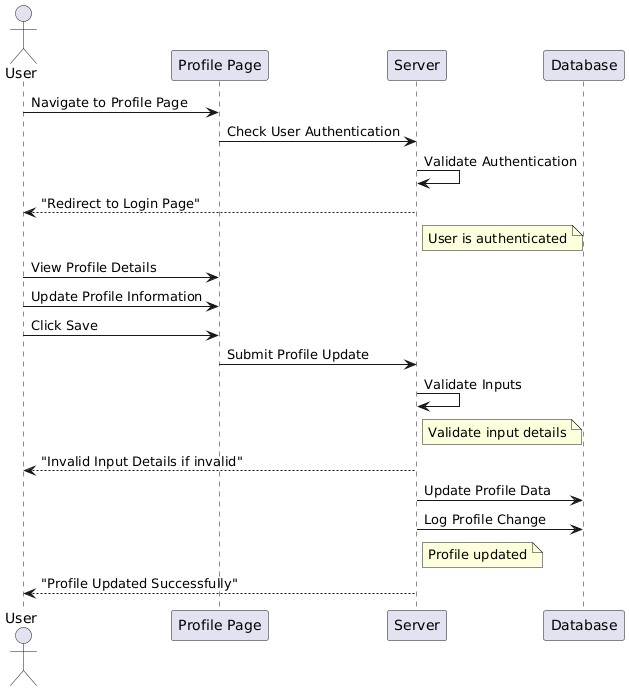 User
Profile Page
Server
Database
Navigate to Profile Page
Check User Authentication
Validate Authentication
"Redirect to Login Page"
User is authenticated
View Profile Details
Update Profile Information
Click Save
Submit Profile Update
Validate Inputs
Validate input details
"Invalid Input Details if invalid"
Update Profile Data
Log Profile Change
Profile updated
"Profile Updated Successfully"
User
Profile Page
Server
Database